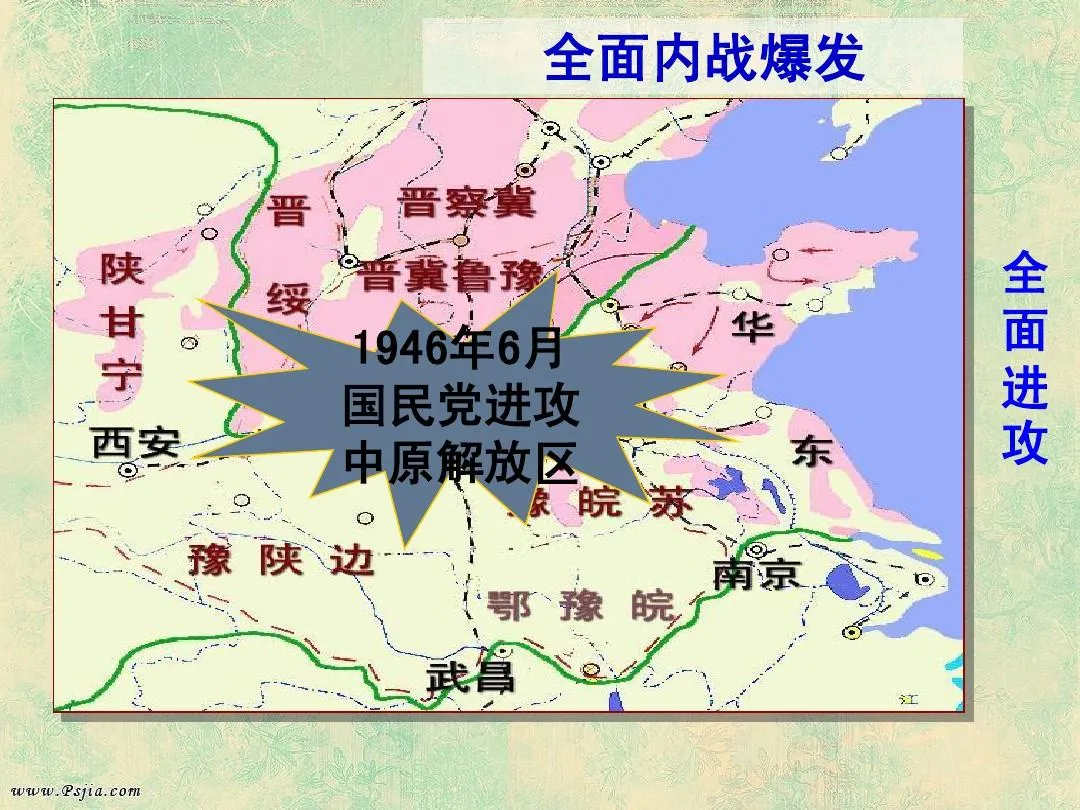 全面内战爆发
晋
绥
晋察冀
晋冀鲁豫
陕
甘
宁
华
东
1946年6月
国民党进攻
中原解放区
西安
豫皖苏
豫陕边
南京
鄂豫皖
武昌
江
全
面
进
攻
www.Psjia.com